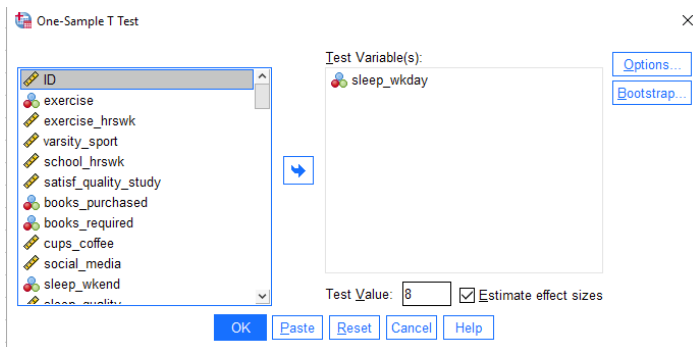 One-Sample T Test
ID
exercise
exercise_hrswk
varsity_sport
school_hrswk
satisf_quality_study
books_purchased
books_required
cups_coffee
social_media
sleep_wkend
sleep_quality
Test Variable(s):
sleep_wkday
Options...
Bootstrap...
Test Value: 8
Estimate effect sizes
OK Paste Reset Cancel Help